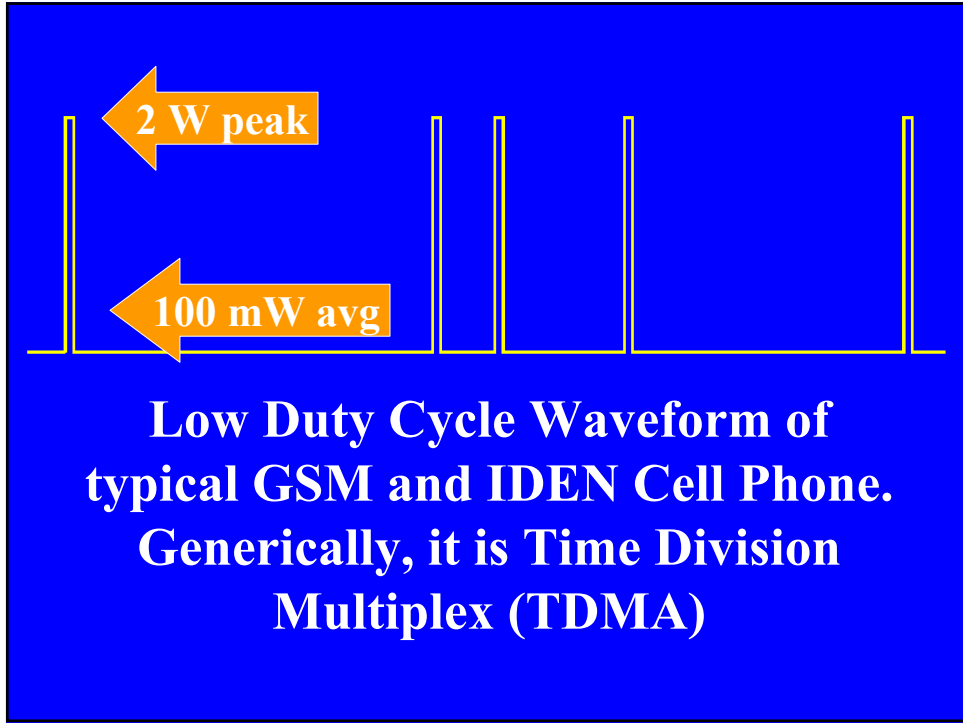 2 W peak
100 mW avg
Low Duty Cycle Waveform of
typical GSM and IDEN Cell Phone.
Generically, it is Time Division
Multiplex (TDMA)